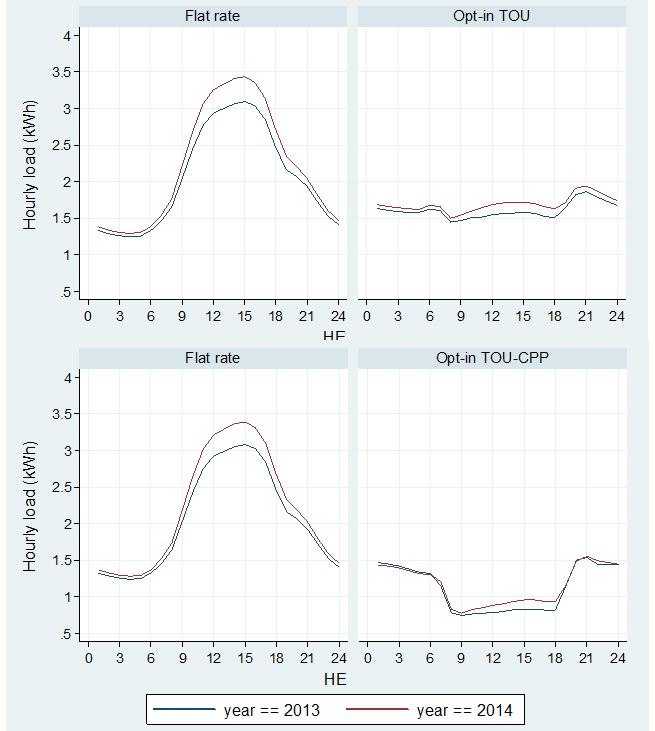 Flat rate
Opt-in TOU
Hourly load (kWh)
4
3.5
3
2.5
2
1.5
1
.5
0 3 6 9 12 15 18 21 24
0 3 6 9 12 15 18 21 24
HE
Flat rate
Opt-in TOU-CPP
Hourly load (kWh)
4
3.5
3
2.5
2
1.5
1
.5
0 3 6 9 12 15 18 21 24
0 3 6 9 12 15 18 21 24
HE
year == 2013
year == 2014